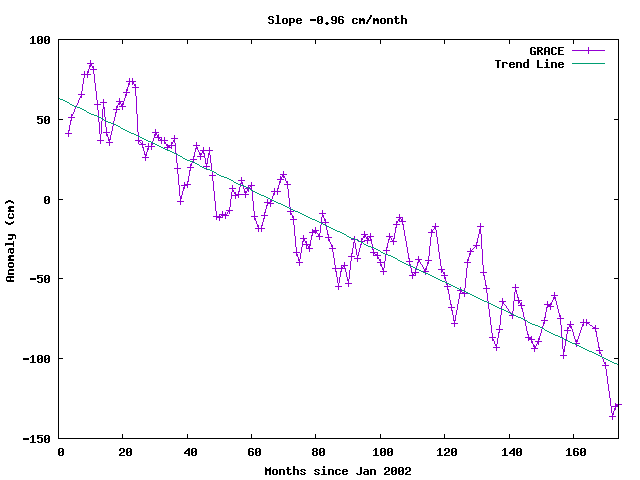 Slope -0.96 cm/month
GRACE
Trend Line
100
50
0
-50
-100
-150
Anomaly (cm)
0 20 40 60 80 100 120 140 160
Months since Jan 2002